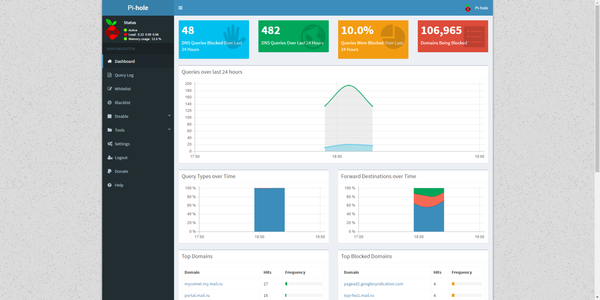 Pi-hole
Pi-hole
Status
Active
Load: 0.22 0.09 0.06
Memory usage: 12.5 %
Dashboard
Query Log
Whitelist
Blacklist
Disable
Tools
Settings
Logout
Donate
Help
48
DNS Queries Blocked Over Last
24 Hours
482
DNS Queries Over Last 24 Hours
10.0%
Queries Were Blocked Over Last
24 Hours
106,965
Domains Being Blocked
Queries over last 24 hours
200
180
160
140
120
100
80
60
40
20
0
17:00
18:00
19:00
Query Types over Time
100 %
80 %
60 %
40 %
20 %
0 %
17:00
18:00
19:00
Forward Destinations over Time
100 %
80 %
60 %
40 %
20 %
0 %
17:00
18:00
19:00
Top Domains
Domain Hits Frequency
mycomet.my.mail.ru 27
portal.mail.ru 15
Top Blocked Domains
Domain Hits Frequency
pagead2.googlesyndication.com 4
top-fwz1.mail.ru 4